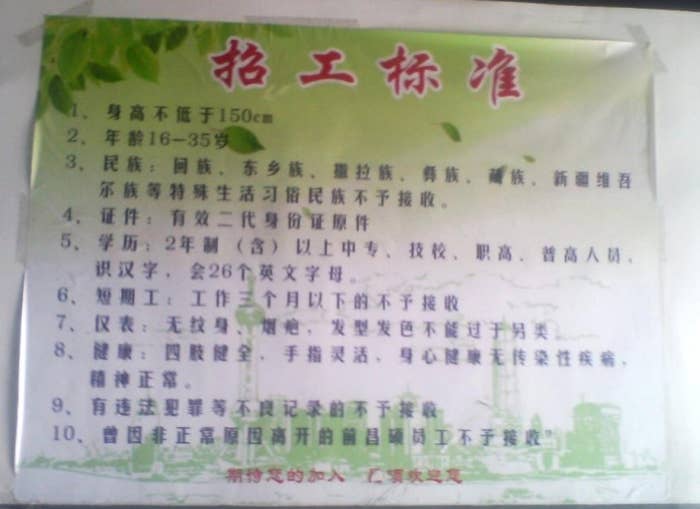 招工标准
1、身高不低于150cm
2、年龄16—35岁
3、民族：回族、东乡族、撒拉族、彝族、藏族、新疆维吾
尔族等特殊生活习俗民族不予接收。
4、证件：有效二代身份证原件
5、学历：2年制（含）以上中专、技校、职高、普高人员，
识汉字，会26个英文字母。
6、短期工：工作三个月以下的不予接收
7、仪表：无纹身、烟疤，发型发色不能过于另类。
8、健康：四肢健全，手指灵活，身心健康无传染性疾病，
精神正常。
9、有违法犯罪等不良记录的不予接收
10、曾因非正常原因离开的前昌硕员工不予接收"
期待您的加入 欢迎您